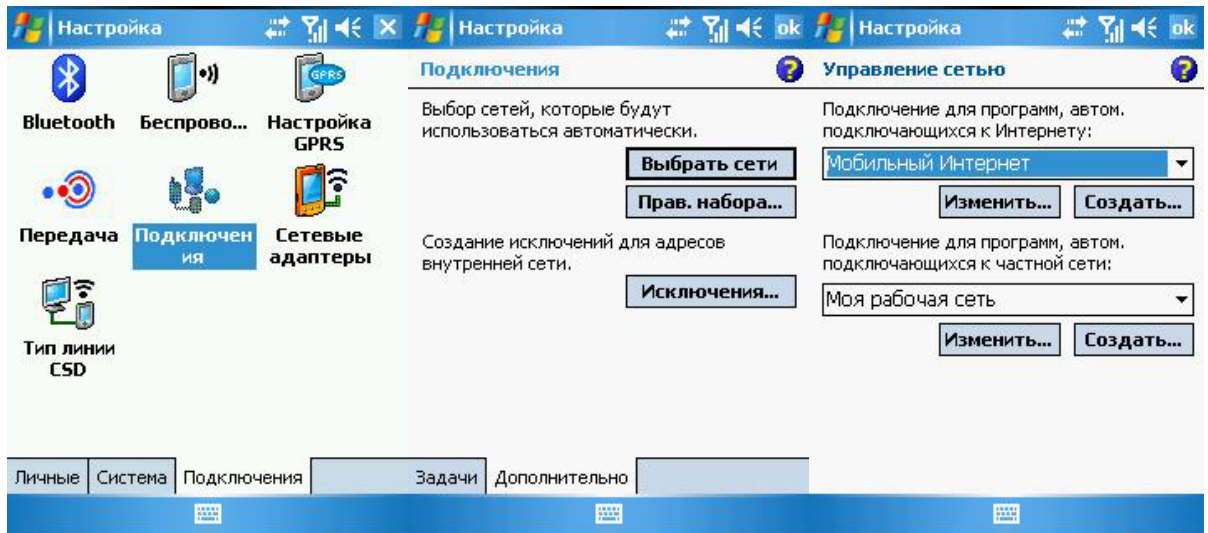 Настройка
Bluetooth Беспрово... Настройка
GPRS
GPRS
Передача Подключен
ия Сетевые
адаптеры
Тип линии
CSD
Личные Система Подключения
Настройка ok
Подключения
Выбор сетей, которые будут
использоваться автоматически.
Выбрать сети
Прав. набора...
Создание исключений для адресов
внутренней сети.
Исключения...
Задачи Дополнительно
Настройка ok
Управление сетью
Подключение для программ, автом.
подключающихся к Интернету:
Мобильный Интернет
Изменить... Создать...
Подключение для программ, автом.
подключающихся к частной сети:
Моя рабочая сеть
Изменить... Создать...